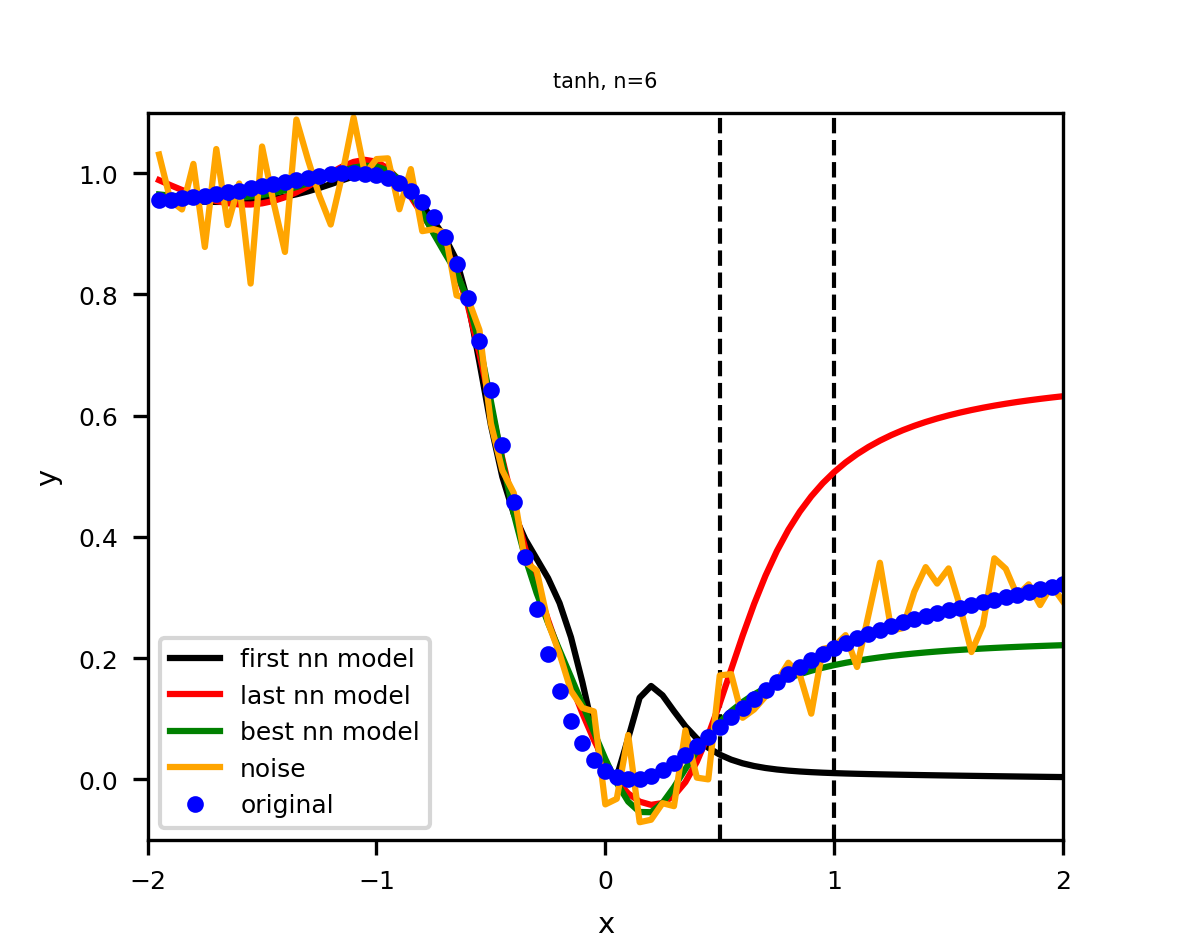 tanh, n=6
1.0
0.8
0.6
0.4
0.2
0.0
y
first nn model
last nn model
best nn model
noise
original
−2
−1
0
1
2
x